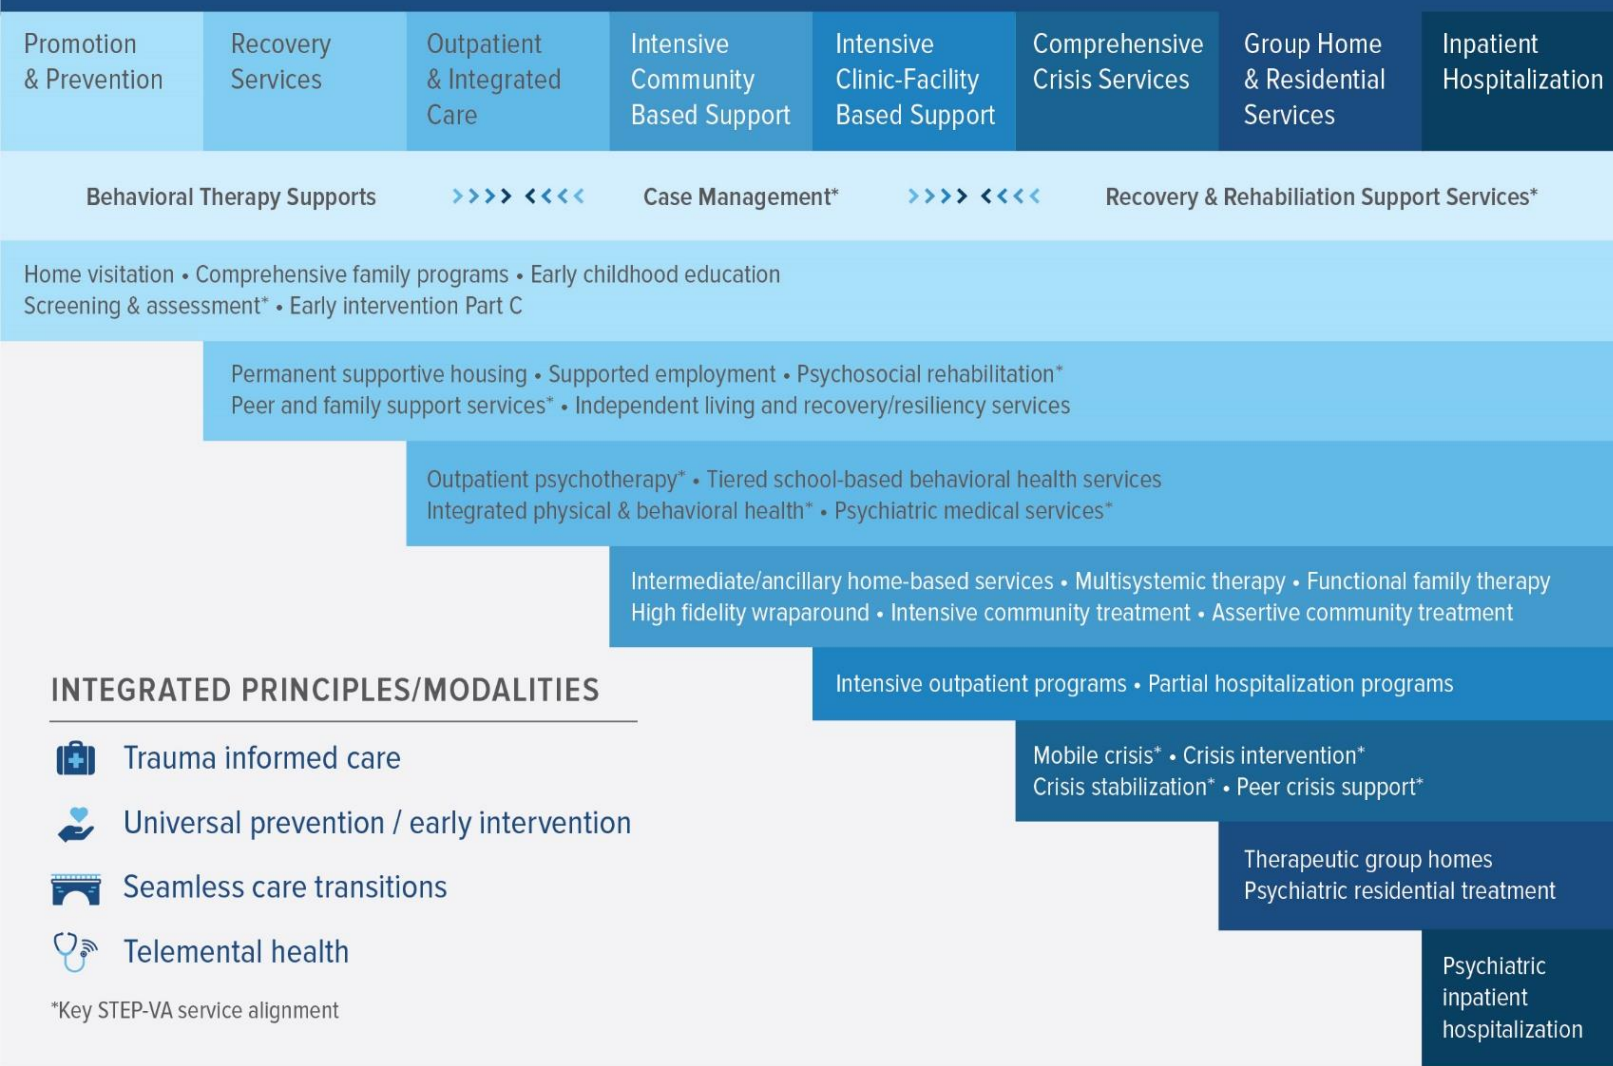 Promotion
& Prevention
Recovery
Services
Outpatient
& Integrated
Care
Intensive
Community
Based Support
Intensive
Clinic-Facility
Based Support
Comprehensive
Crisis Services
Group Home
& Residential
Services
Inpatient
Hospitalization
Behavioral Therapy Supports >>>> <<<< Case Management* >>>> <<<< Recovery & Rehabiliation Support Services*
Home visitation • Comprehensive family programs • Early childhood education
Screening & assessment* • Early intervention Part C
Permanent supportive housing • Supported employment • Psychosocial rehabilitation*
Peer and family support services* • Independent living and recovery/resiliency services
Outpatient psychotherapy* • Tiered school-based behavioral health services
Integrated physical & behavioral health* • Psychiatric medical services*
Intermediate/ancillary home-based services • Multisystemic therapy • Functional family therapy
High fidelity wraparound • Intensive community treatment • Assertive community treatment
Intensive outpatient programs • Partial hospitalization programs
Mobile crisis* • Crisis intervention*
Crisis stabilization* • Peer crisis support*
Therapeutic group homes
Psychiatric residential treatment
Psychiatric
inpatient
hospitalization
INTEGRATED PRINCIPLES/MODALITIES
Trauma informed care
Universal prevention / early intervention
Seamless care transitions
Telemental health
*Key STEP-VA service alignment